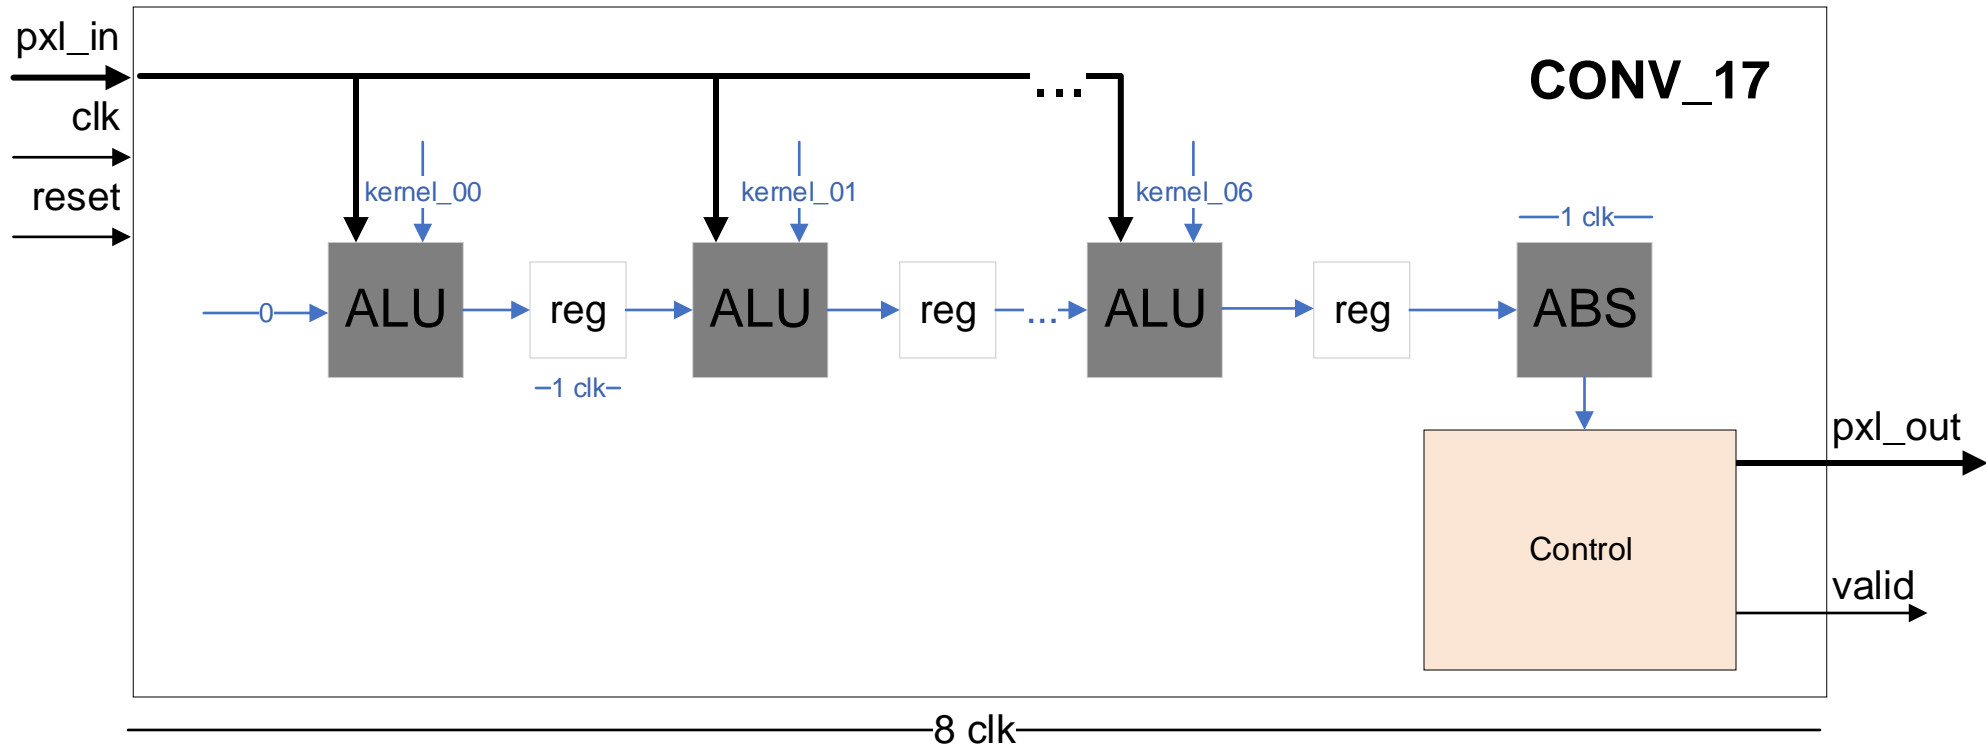 pxl_in
CONV_17
...
clk
kernel_00
kernel_01
kernel_06
reset
1 clk
0
ALU
reg
ALU
reg
...
ALU
reg
ABS
1 clk
pxl_out
Control
valid
8 clk